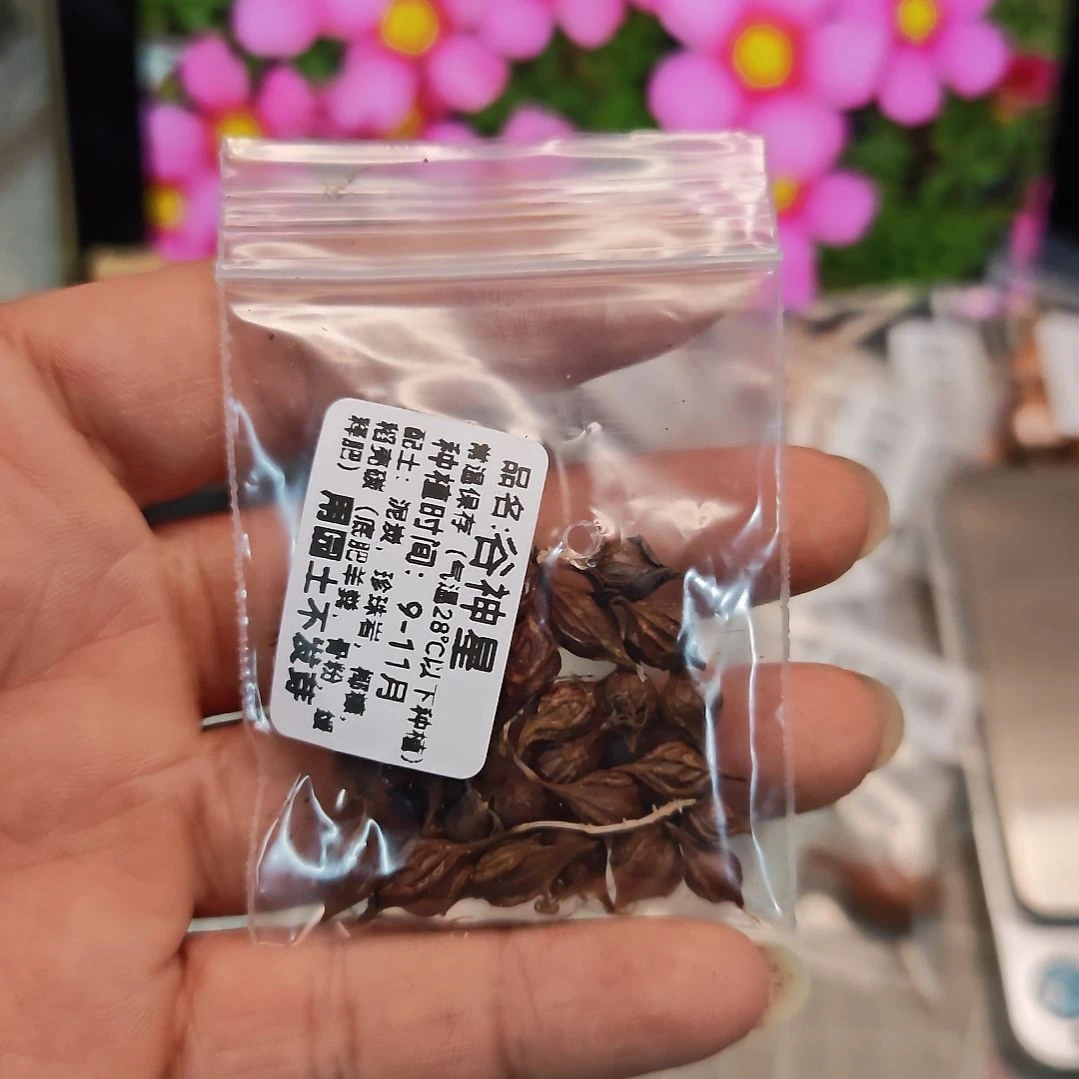 品名:谷神星
常温保存（气温28℃以下种植）
种植时间：9-11月
配土：泥炭、珍珠岩、椰糠、
稻壳碳（底肥羊粪、骨粉、缓
释肥）
用园土不发芽